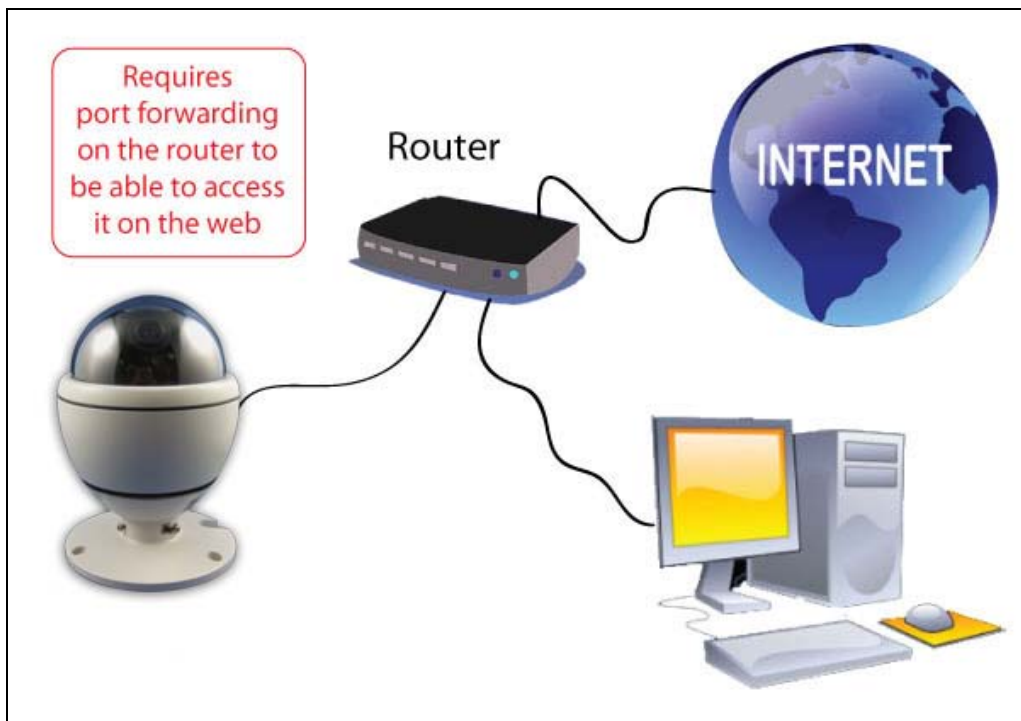 Requires
port forwarding
on the router to
be able to access
it on the web
Router
INTERNET